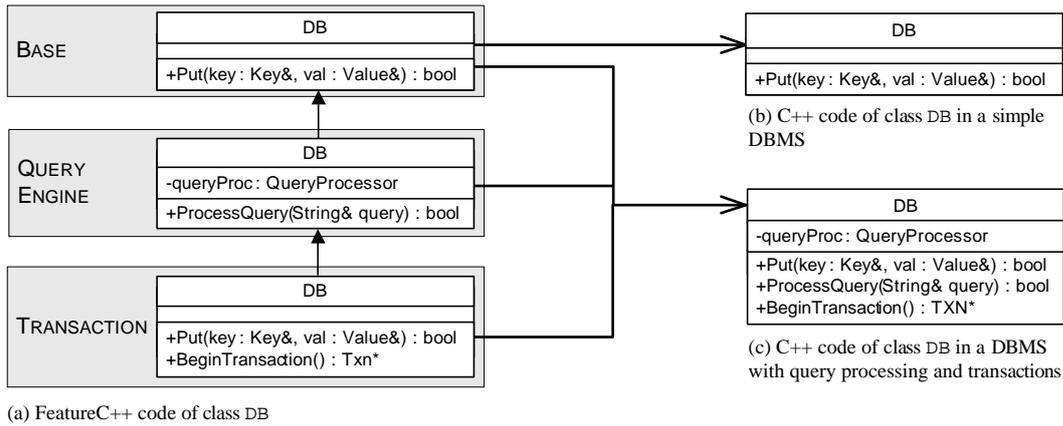 BASE
DB
+Put(key : Key&, val : Value&) : bool
QUERY
ENGINE
DB
-queryProc : QueryProcessor
+ProcessQuery(String& query) : bool
TRANSACTION
DB
+Put(key : Key&, val : Value&) : bool
+BeginTransaction() : Txn*
(a) FeatureC++ code of class DB
DB
+Put(key : Key&, val : Value&) : bool
(b) C++ code of class DB in a simple
DBMS
DB
-queryProc : QueryProcessor
+Put(key : Key&, val : Value&) : bool
+ProcessQuery(String& query) : bool
+BeginTransaction() : TXN*
(c) C++ code of class DB in a DBMS
with query processing and transactions